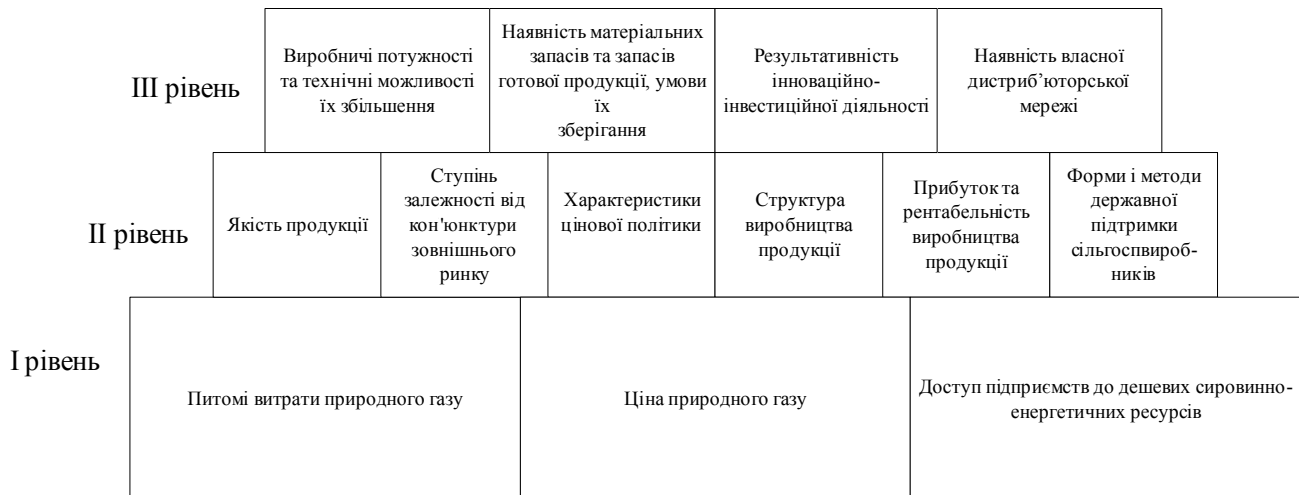 III рівень
Виробничі потужності
та технічні можливості
їх збільшення
Наявність матеріальних
запасів та запасів
готової продукції, умови
їх
зберігання
Результативність
інноваційно-
інвестиційної діяльності
Наявність власної
дистриб’юторської
мережі
II рівень
Якість продукції
Ступінь
залежності від
кон'юнктури
зовнішнього
ринку
Характеристики
цінової політики
Структура
виробництва
продукції
Прибуток та
рентабельність
виробництва
продукції
Форми і методи
державної
підтримки
сільгоспвироб-
ників
I рівень
Питомі витрати природного газу
Ціна природного газу
Доступ підприємств до дешевих сировинно-
енергетичних ресурсів